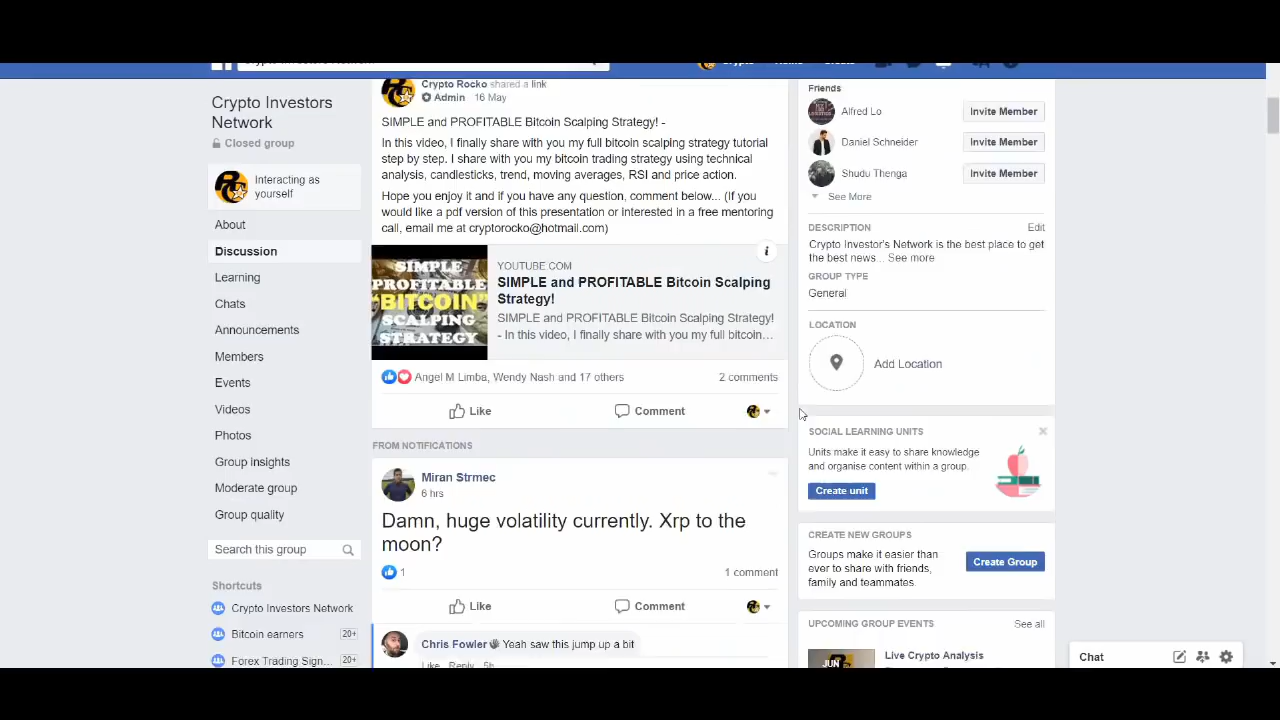 Crypto Investors
Network
Closed group
Interacting as
yourself
About
Discussion
Learning
Chats
Announcements
Members
Events
Videos
Photos
Group insights
Moderate group
Group quality
Search this group
Shortcuts
Crypto Investors Network
Bitcoin earners 20+
Forex Trading Sign... 20+
Crypto Rocko shared a link
Admin 16 May
SIMPLE and PROFITABLE Bitcoin Scalping Strategy! -
In this video, I finally share with you my full bitcoin scalping strategy tutorial
step by step. I share with you my bitcoin trading strategy using technical
analysis, candlesticks, trend, moving averages, RSI and price action.
Hope you enjoy it and if you have any question, comment below... (If you
would like a pdf version of this presentation or interested in a free mentoring
call, email me at cryptorocko@hotmail.com)
SIMPLE
PROFITABLE
"BITCOIN"
SCALPING
STRATEGY
YOUTUBE.COM
SIMPLE and PROFITABLE Bitcoin Scalping
Strategy!
SIMPLE and PROFITABLE Bitcoin Scalping Strategy!
- In this video, I finally share with you my full bitcoin...
Angel M Limba, Wendy Nash and 17 others 2 comments
Like Comment
FROM NOTIFICATIONS
Miran Strmec
6 hrs
Damn, huge volatility currently. Xrp to the
moon?
1 1 comment
Like Comment
Chris Fowler Yeah saw this jump up a bit
Like Reply 5h
Friends
Alfred Lo Invite Member
Daniel Schneider Invite Member
Shudu Thenga Invite Member
See More
DESCRIPTION Edit
Crypto Investor's Network is the best place to get
the best news... See more
GROUP TYPE
General
LOCATION
Add Location
SOCIAL LEARNING UNITS
Units make it easy to share knowledge
and organise content within a group.
Create unit
CREATE NEW GROUPS
Groups make it easier than
ever to share with friends,
family and teammates.
Create Group
UPCOMING GROUP EVENTS See all
JUN
Live Crypto Analysis
Chat